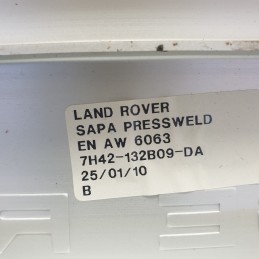 LAND ROVER
SAPA PRESSWELD
EN AW 6063
7H42-132B09-DA
25/01/10
B